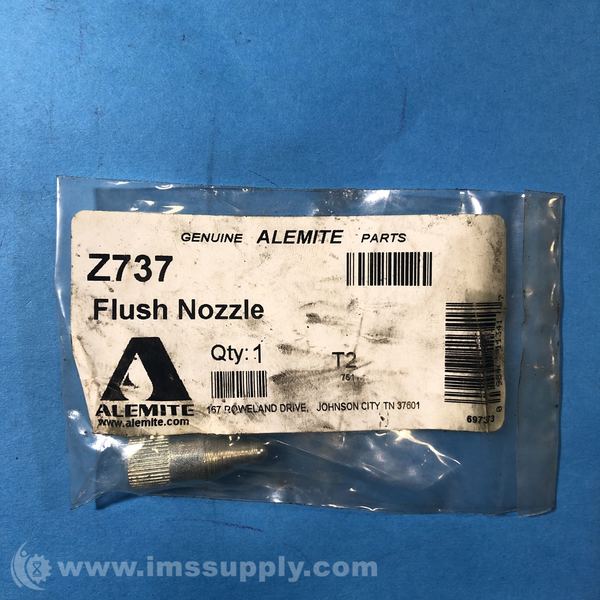 GENUINE ALEMITE PARTS
Z737
Flush Nozzle
Qty: 1
T2
ALEMITE
www.alemite.com
167 ROWELAND DRIVE, JOHNSON CITY TN 37601
www.imssupply.com